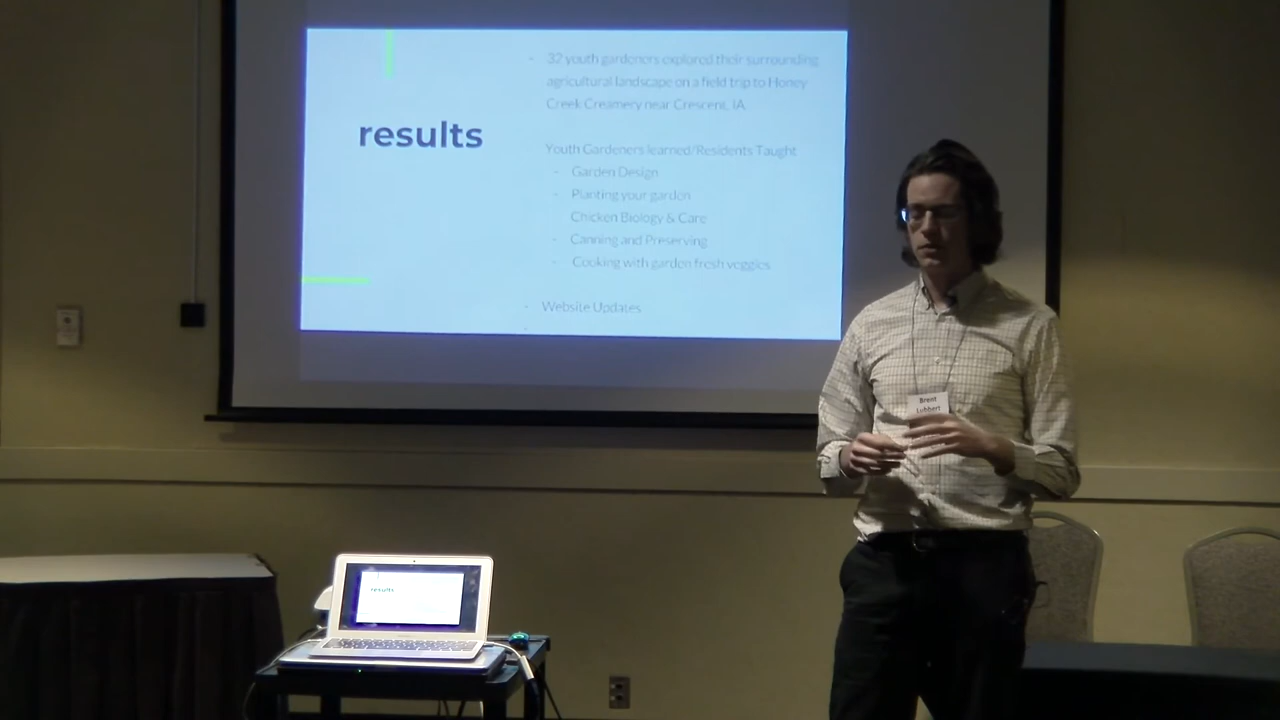 results
- 32 youth gardeners explored their surrounding
agricultural landscape on a field trip to Honey
Creek Creamery near Crescent, IA.
Youth Gardeners learned/Residents Taught
- Garden Design
- Planting your garden
Chicken Biology & Care
- Canning and Preserving
- Cooking with garden fresh veggies
- Website Updates
-
Brent
Lubbert
results